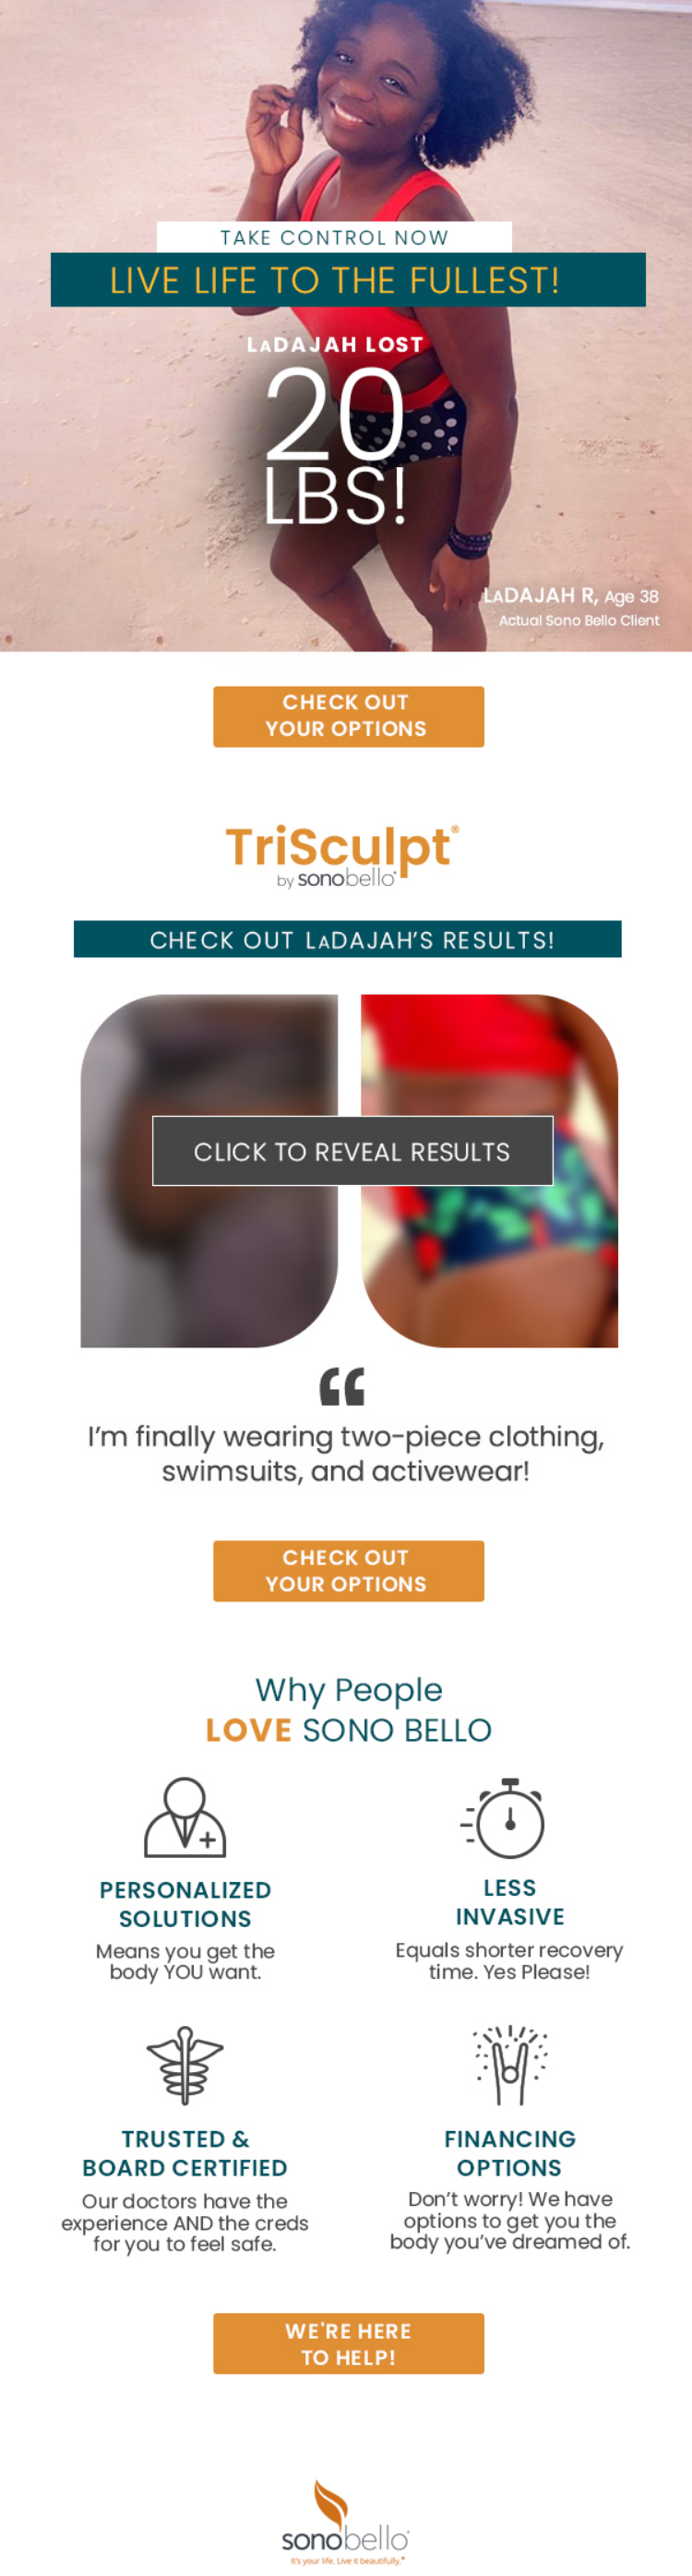 TAKE CONTROL NOW
LIVE LIFE TO THE FULLEST!
LADAJAH LOST
20
LBS!
LADAJAH R, Age 38
Actual Sono Bello Client
CHECK OUT
YOUR OPTIONS
TriSculpt®
by sonobello
CHECK OUT LADAJAH'S RESULTS!
CLICK TO REVEAL RESULTS
“
I'm finally wearing two-piece clothing,
swimsuits, and activewear!
CHECK OUT
YOUR OPTIONS
Why People
LOVE SONO BELLO
PERSONALIZED
SOLUTIONS
Means you get the
body YOU want.
LESS
INVASIVE
Equals shorter recovery
time. Yes Please!
TRUSTED &
BOARD CERTIFIED
Our doctors have the
experience AND the creds
for you to feel safe.
FINANCING
OPTIONS
Don't worry! We have
options to get you the
body you've dreamed of.
WE'RE HERE
TO HELP!
sonobello
It's your life. Live it beautifully.®